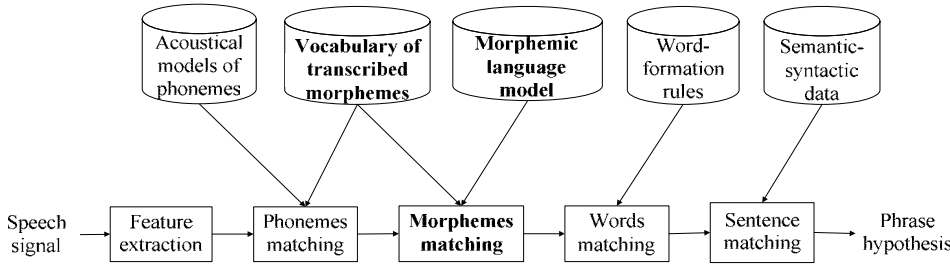 Acoustical
models of
phonemes
Vocabulary of
transcribed
morphemes
Morphemic
language
model
Word-
formation
rules
Semantic-
syntactic
data
Speech
signal
Feature
extraction
Phonemes
matching
Morphemes
matching
Words
matching
Sentence
matching
Phrase
hypothesis